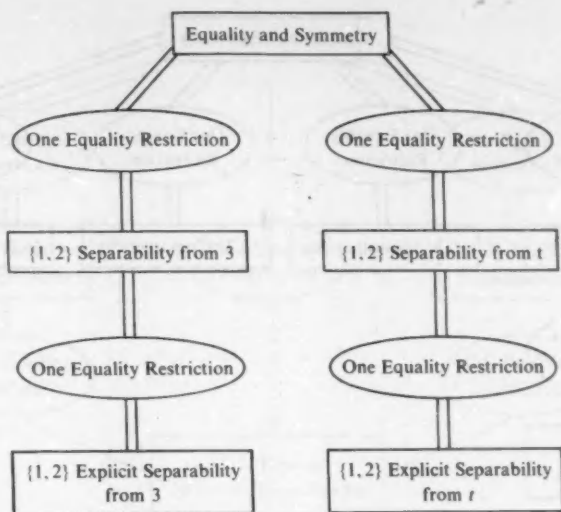 Equality and Symmetry
One Equality Restriction
One Equality Restriction
{1, 2} Separability from 3
{1, 2} Separability from t
One Equality Restriction
One Equality Restriction
{1, 2} Explicit Separability
from 3
{1, 2} Explicit Separability
from t